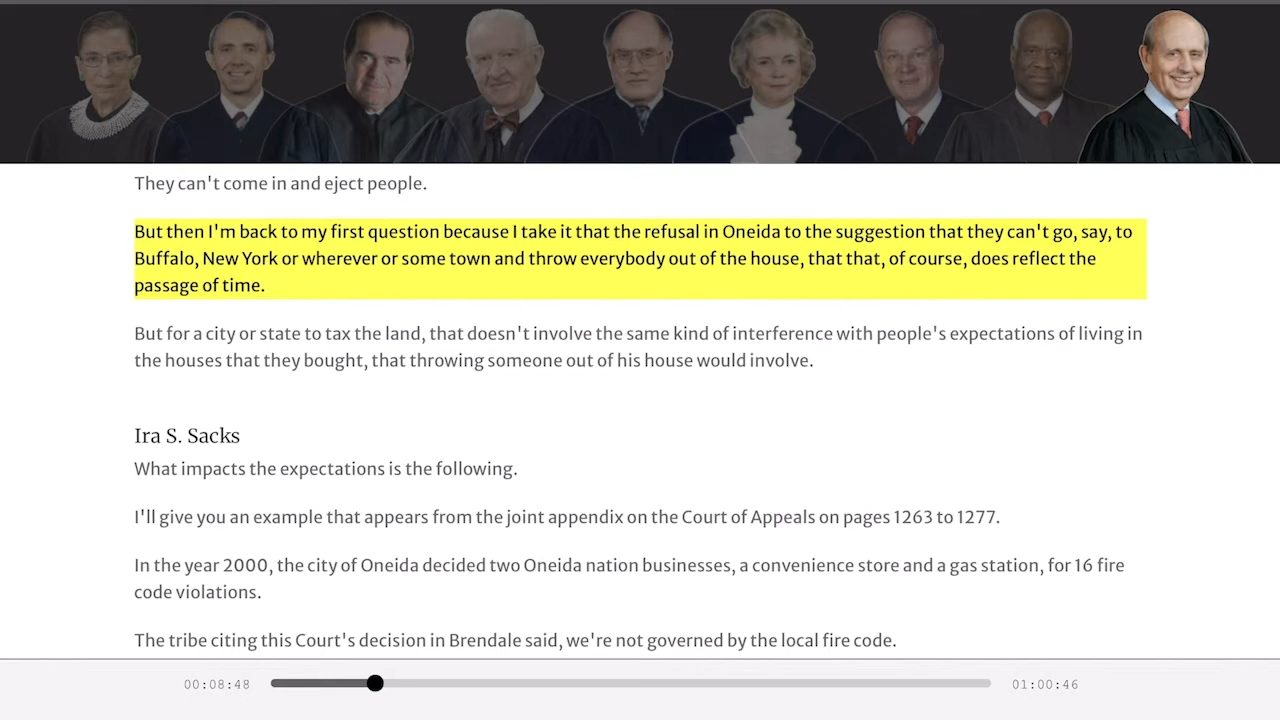 They can't come in and eject people.
But then I'm back to my first question because I take it that the refusal in Oneida to the suggestion that they can't go, say, to
Buffalo, New York or wherever or some town and throw everybody out of the house, that that, of course, does reflect the
passage of time.
But for a city or state to tax the land, that doesn't involve the same kind of interference with people's expectations of living in
the houses that they bought, that throwing someone out of his house would involve.
Ira S. Sacks
What impacts the expectations is the following.
I'll give you an example that appears from the joint appendix on the Court of Appeals on pages 1263 to 1277.
In the year 2000, the city of Oneida decided two Oneida nation businesses, a convenience store and a gas station, for 16 fire
code violations.
The tribe citing this Court's decision in Brendale said, we're not governed by the local fire code.
00:08:48
01:00:46